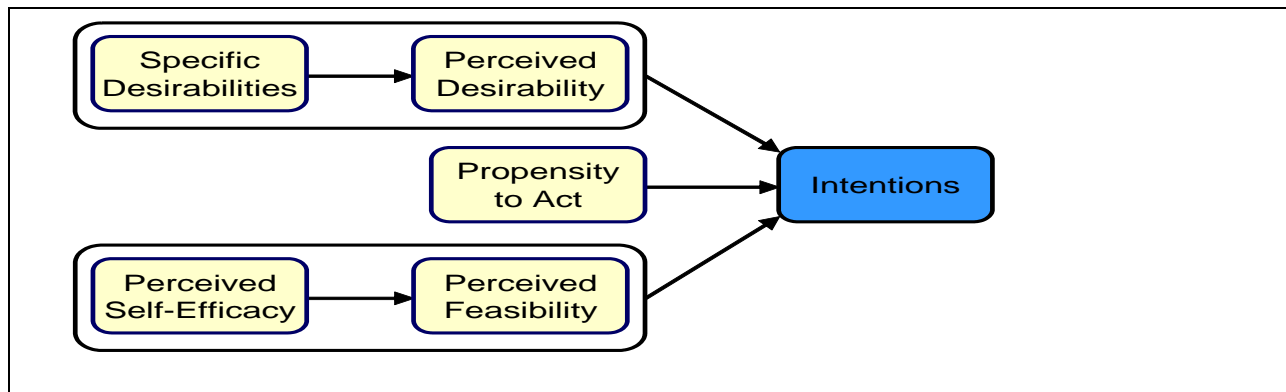 Specific
Desirabilities
Perceived
Desirability
Propensity
to Act
Intentions
Perceived
Self-Efficacy
Perceived
Feasibility